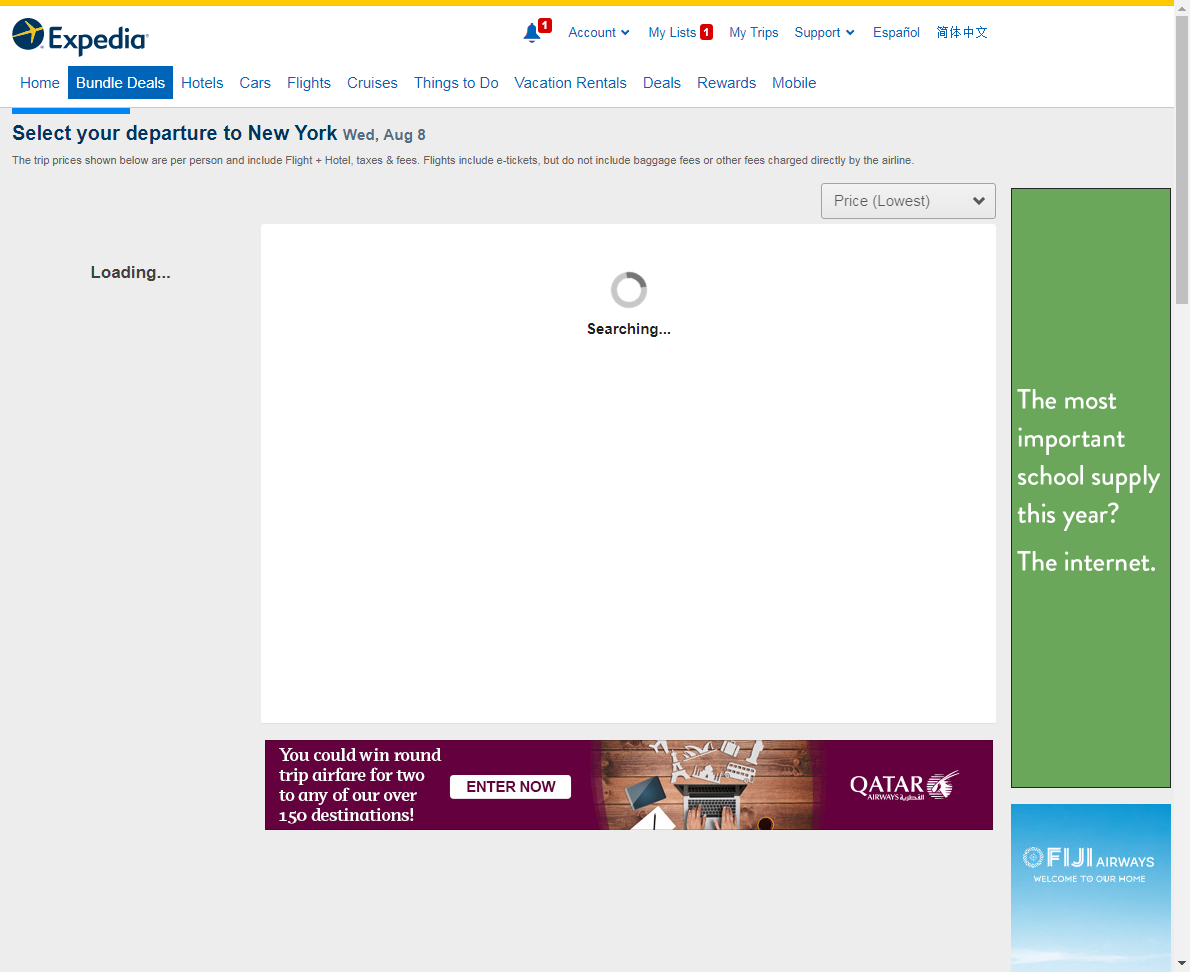 Expedia
1
Account
My Lists 1
My Trips
Support
Español
简体中文
Home
Bundle Deals
Hotels
Cars
Flights
Cruises
Things to Do
Vacation Rentals
Deals
Rewards
Mobile
Select your departure to New York Wed, Aug 8
The trip prices shown below are per person and include Flight + Hotel, taxes & fees. Flights include e-tickets, but do not include baggage fees or other fees charged directly by the airline.
Price (Lowest)
Loading...
Searching...
The most
important
school supply
this year?
The internet.
You could win round
trip airfare for two
to any of our over
150 destinations!
ENTER NOW
QATAR
AIRWAYS القطرية
FIJI AIRWAYS
WELCOME TO OUR HOME